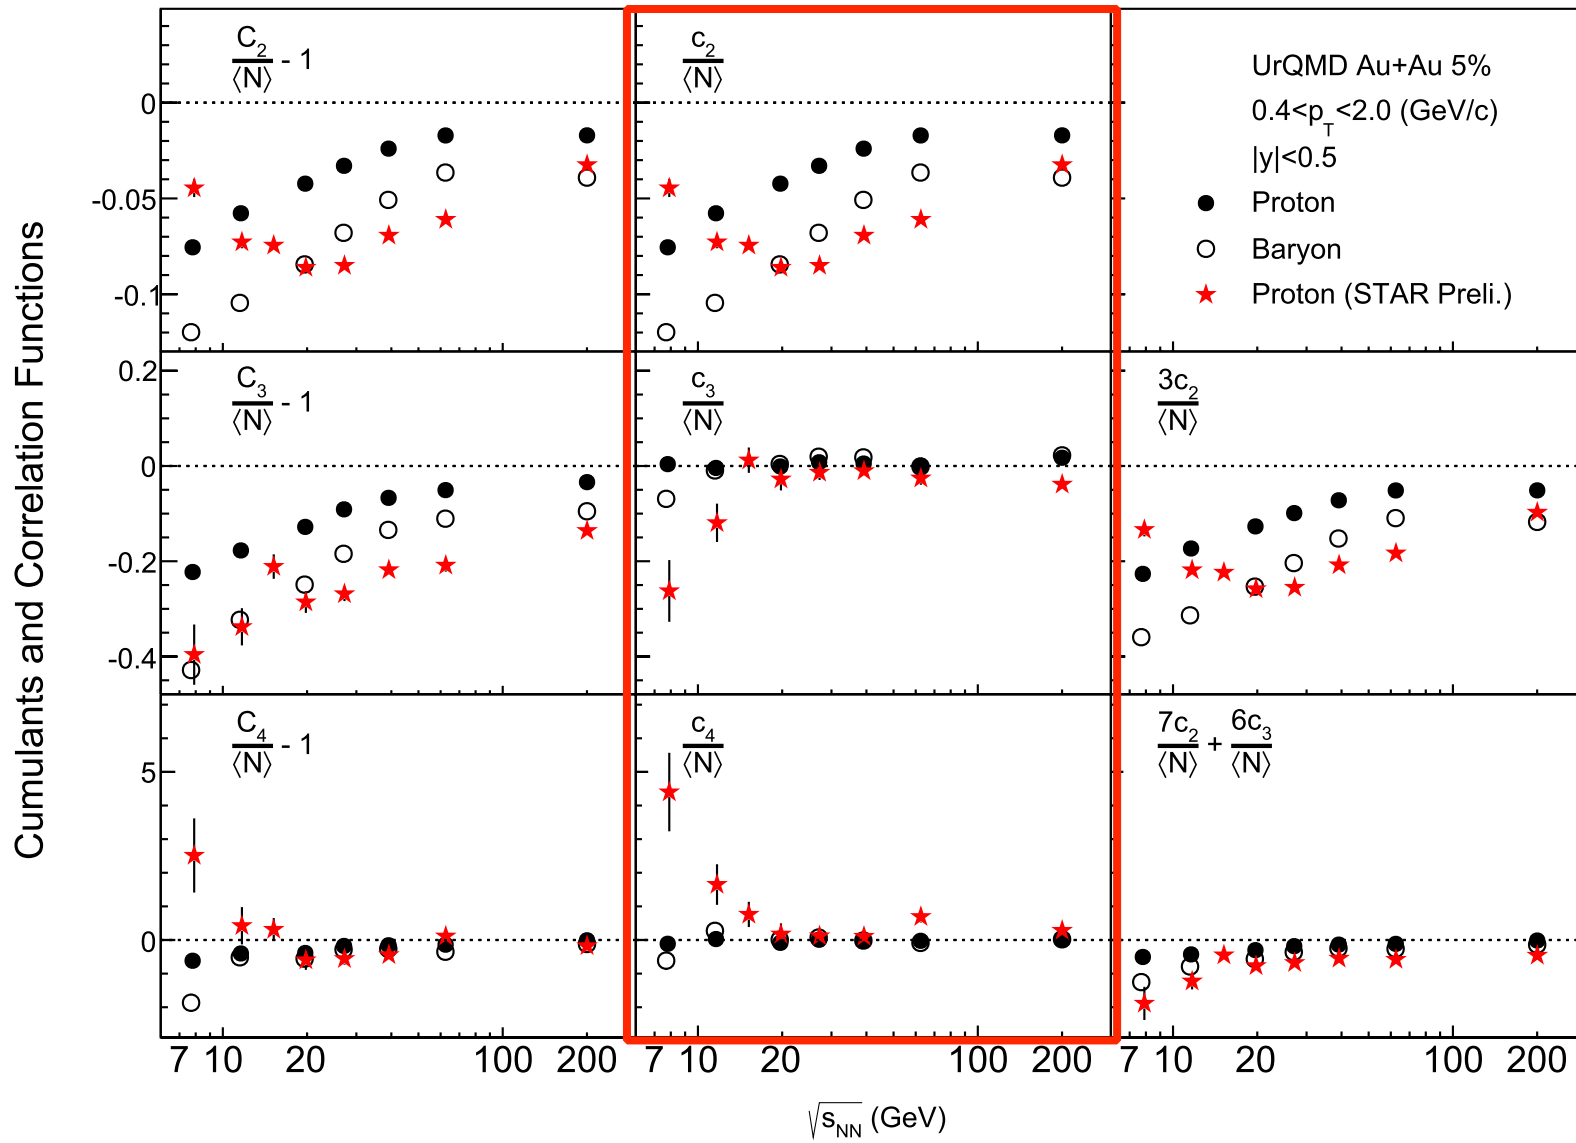 Cumulants and Correlation Functions
C₂/⟨N⟩ - 1
c₂/⟨N⟩
UrQMD Au+Au 5%
0.4<p_T<2.0 (GeV/c)
|y|<0.5
Proton
Baryon
Proton (STAR Preli.)
0
-0.05
-0.1
C₃/⟨N⟩ - 1
c₃/⟨N⟩
3c₂/⟨N⟩
0.2
0
-0.2
-0.4
C₄/⟨N⟩ - 1
c₄/⟨N⟩
7c₂/⟨N⟩ + 6c₃/⟨N⟩
5
0
7 10 20 100 200
7 10 20 100 200
7 10 20 100 200
√s_NN (GeV)